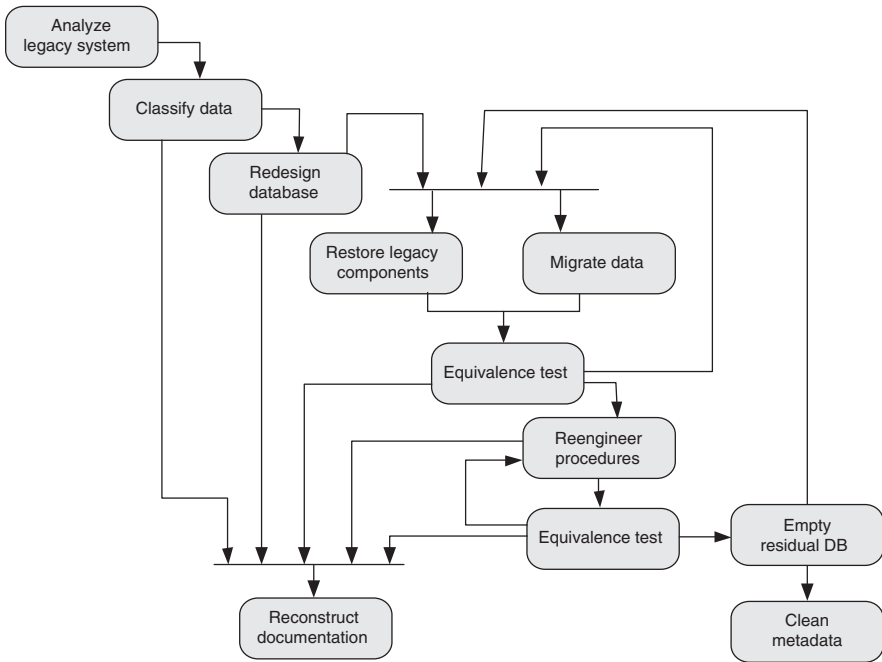 Analyze
legacy system
Classify data
Redesign
database
Restore legacy
components
Migrate data
Equivalence test
Reengineer
procedures
Equivalence test
Empty
residual DB
Reconstruct
documentation
Clean
metadata